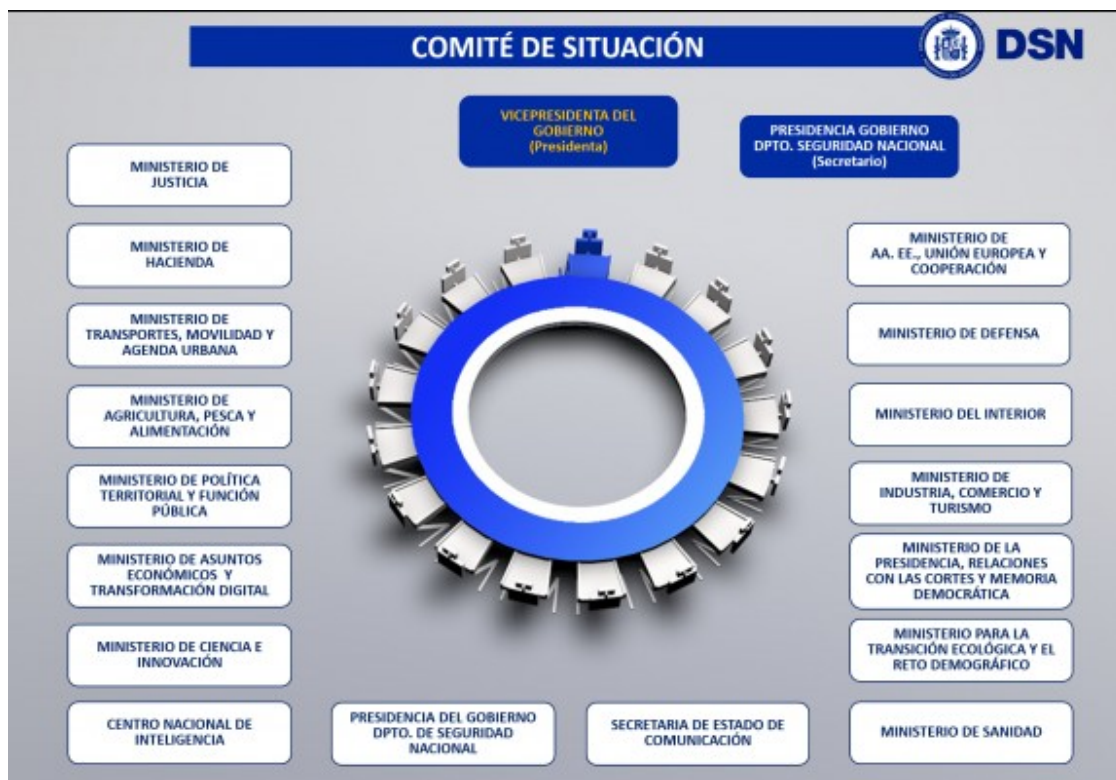 COMITÉ DE SITUACIÓN
DSN
VICEPRESIDENTA DEL
GOBIERNO
(Presidenta)
PRESIDENCIA GOBIERNO
DPTO. SEGURIDAD NACIONAL
(Secretario)
MINISTERIO DE
JUSTICIA
MINISTERIO DE
HACIENDA
MINISTERIO DE
TRANSPORTES, MOVILIDAD Y
AGENDA URBANA
MINISTERIO DE
AGRICULTURA, PESCA Y
ALIMENTACIÓN
MINISTERIO DE POLÍTICA
TERRITORIAL Y FUNCIÓN
PÚBLICA
MINISTERIO DE ASUNTOS
ECONÓMICOS Y
TRANSFORMACIÓN DIGITAL
MINISTERIO DE CIENCIA E
INNOVACIÓN
CENTRO NACIONAL DE
INTELIGENCIA
PRESIDENCIA DEL GOBIERNO
DPTO. DE SEGURIDAD
NACIONAL
SECRETARIA DE ESTADO DE
COMUNICACIÓN
MINISTERIO DE
AA. EE., UNIÓN EUROPEA Y
COOPERACIÓN
MINISTERIO DE DEFENSA
MINISTERIO DEL INTERIOR
MINISTERIO DE
INDUSTRIA, COMERCIO Y
TURISMO
MINISTERIO DE LA
PRESIDENCIA, RELACIONES
CON LAS CORTES Y MEMORIA
DEMOCRÁTICA
MINISTERIO PARA LA
TRANSICIÓN ECOLÓGICA Y EL
RETO DEMOGRÁFICO
MINISTERIO DE SANIDAD